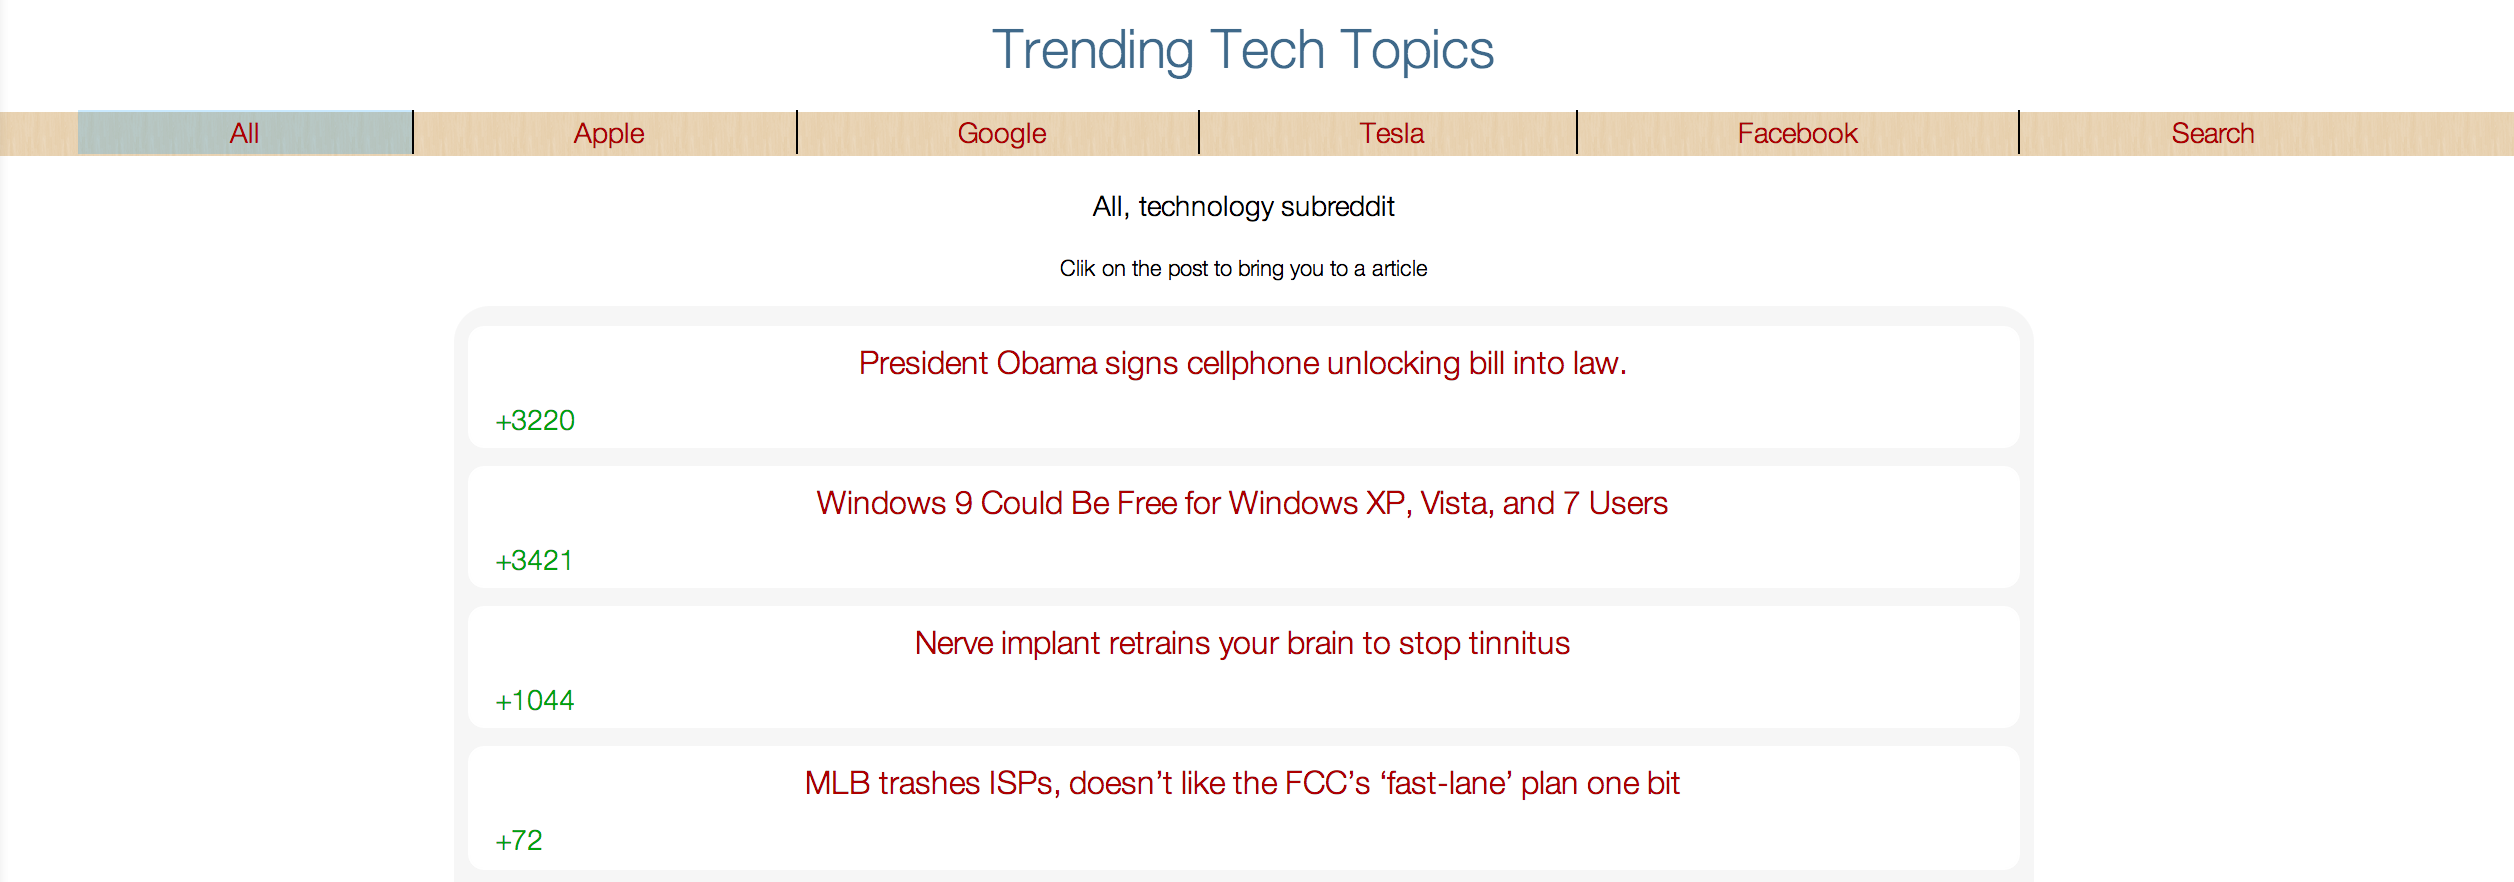 Trending Tech Topics
All Apple Google Tesla Facebook Search
All, technology subreddit
Clik on the post to bring you to a article
President Obama signs cellphone unlocking bill into law.
+3220
Windows 9 Could Be Free for Windows XP, Vista, and 7 Users
+3421
Nerve implant retrains your brain to stop tinnitus
+1044
MLB trashes ISPs, doesn’t like the FCC’s ‘fast-lane’ plan one bit
+72